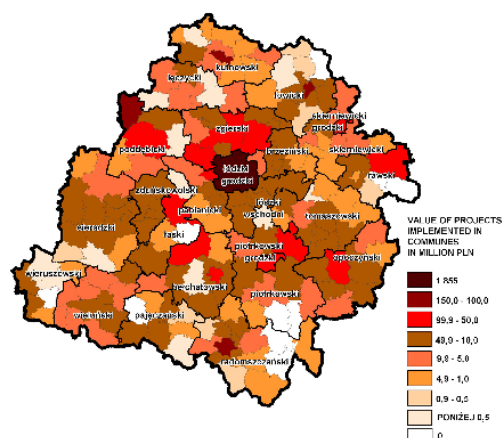 kutnowski
łęczycki
łowicki
skierniewicki
grodzki
zgierski
poddębicki
brzeziński
skierniewicki
łódzki
grodzki
rawski
zduńskowolski
pabianicki
łódzki
wschodni
tomaszowski
sieradzki
łaski
piotrkowski
grodzki
opoczyński
wieruszowski
bełchatowski
piotrkowski
wieluński
pajęczański
radomszczański
VALUE OF PROJECTS
IMPLEMENTED IN
COMMUNES
IN MILLION PLN
1 855
150,0 - 100,0
99,9 - 50,0
49,9 - 10,0
9,9 - 5,0
4,9 - 1,0
0,9 - 0,5
PONIŻEJ 0,5
0